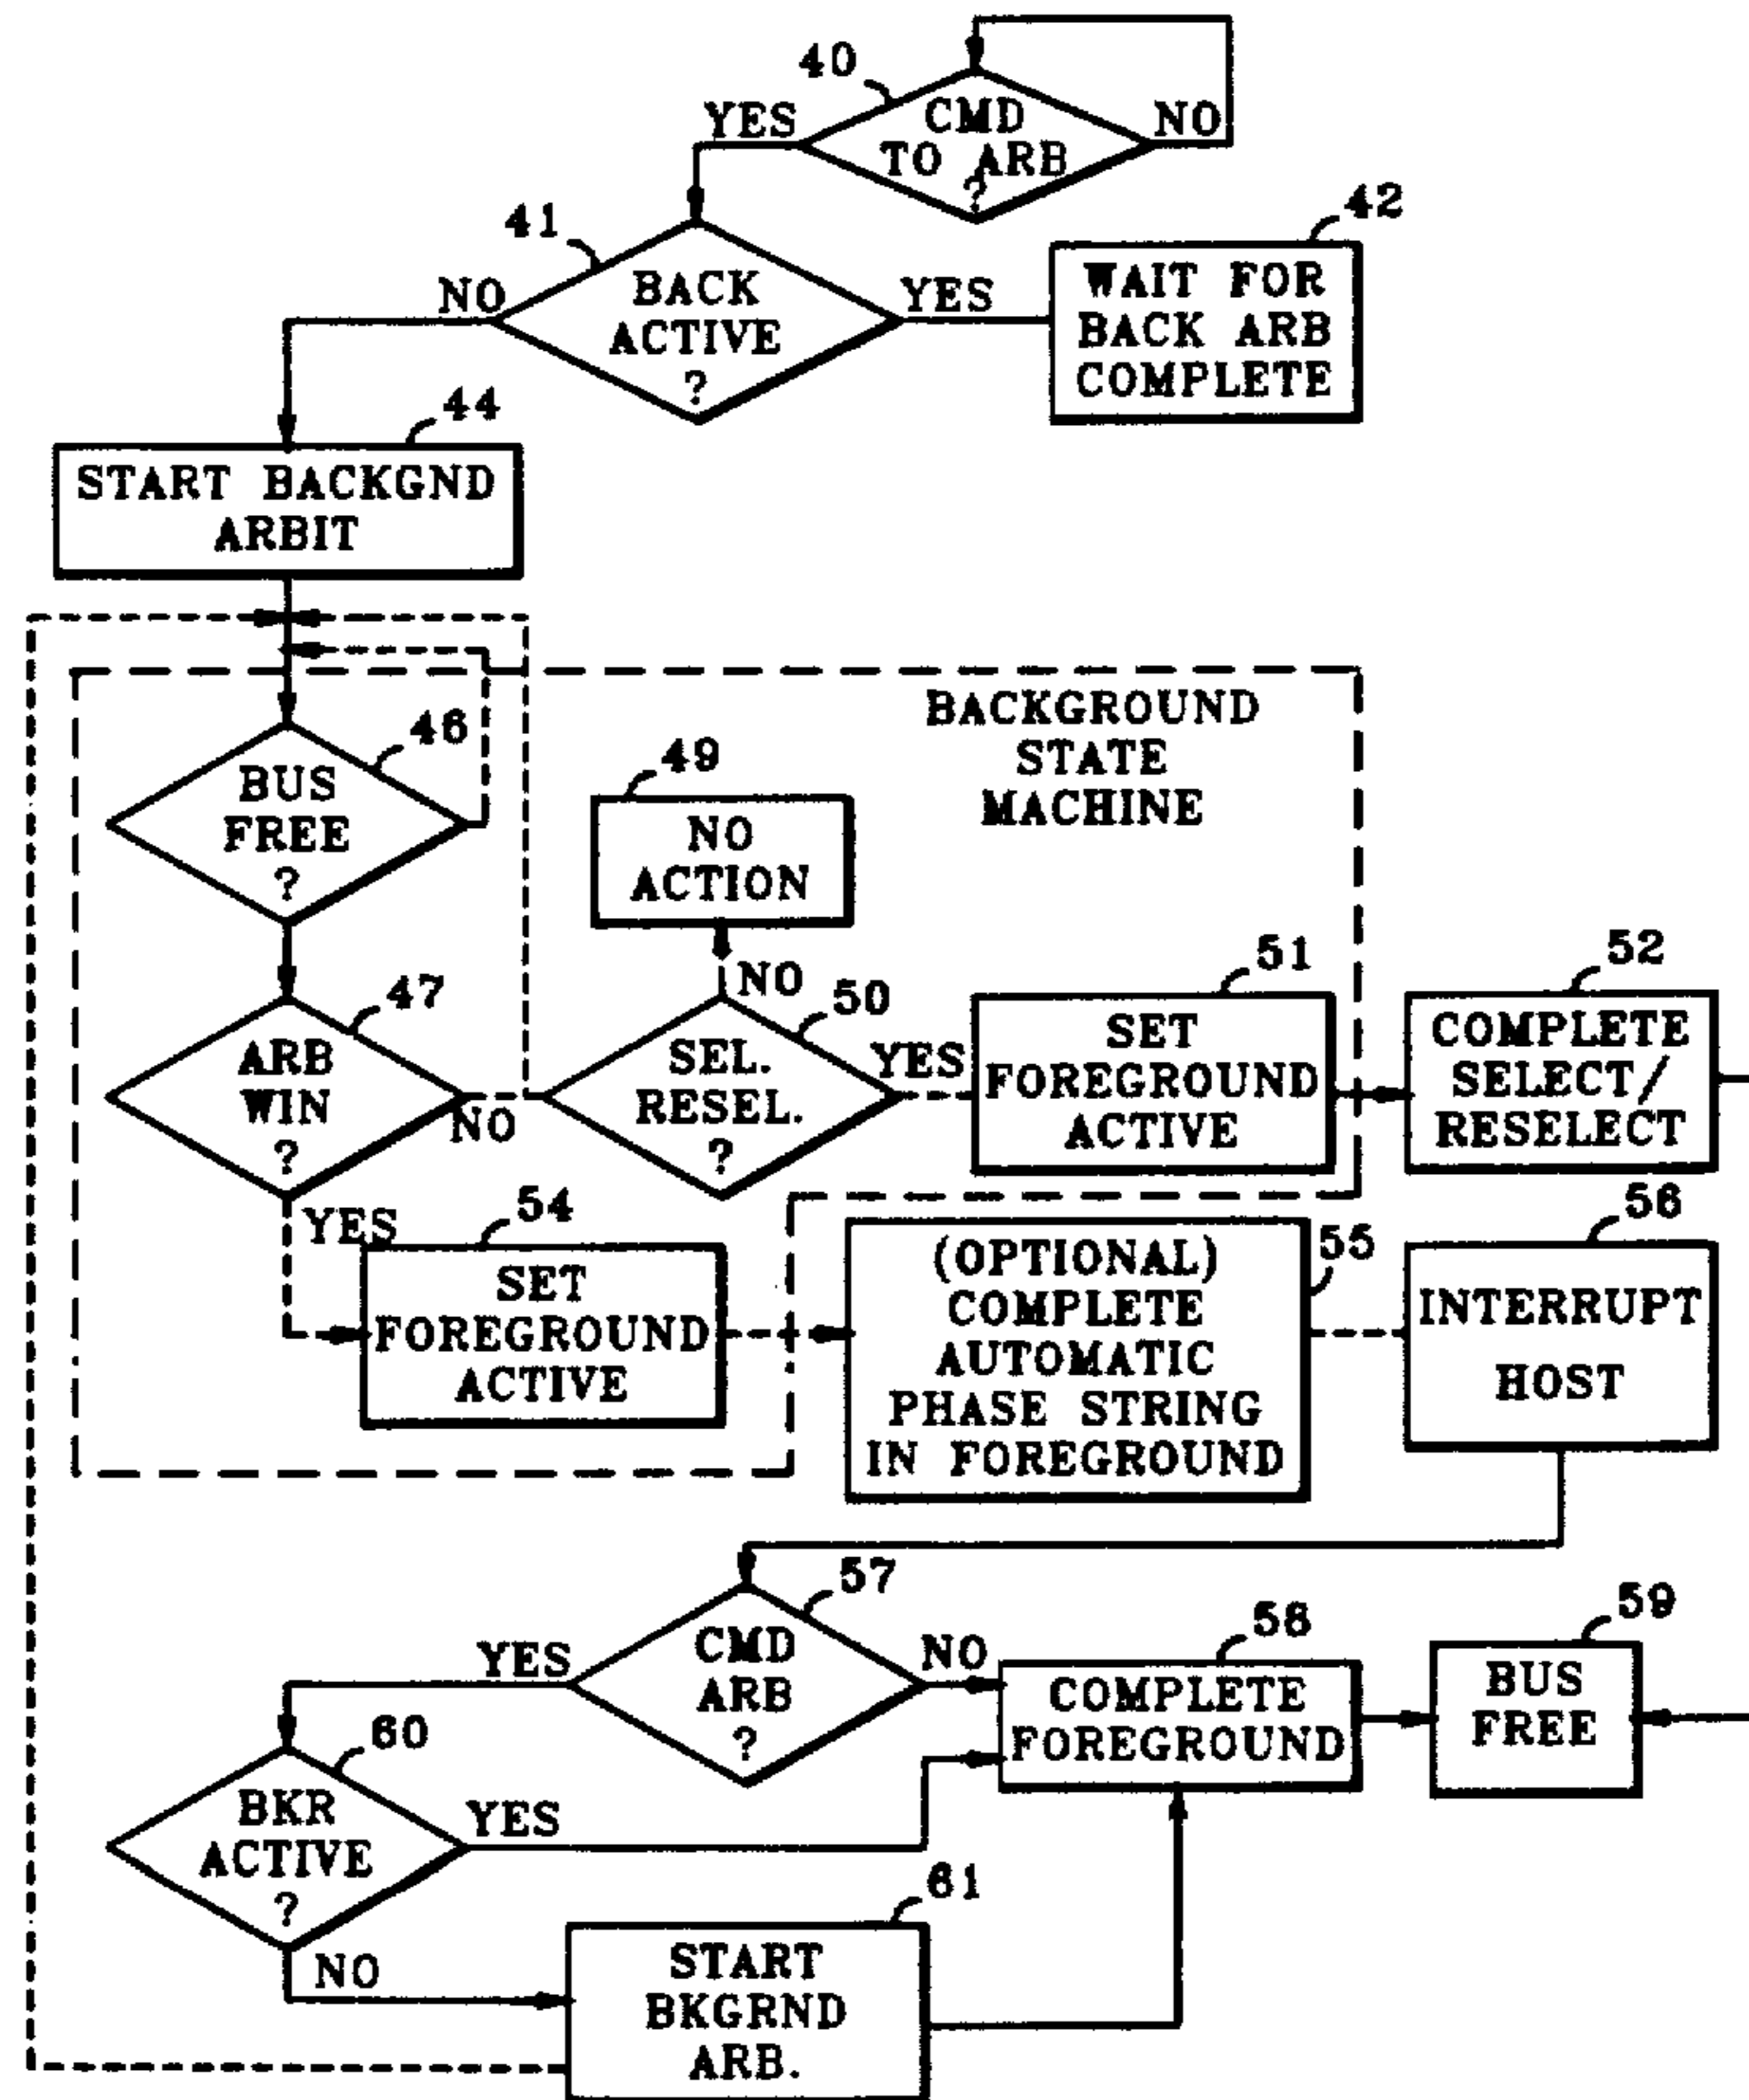 40
YES
CMD
TO ARB
?
NO
41
NO
BACK
ACTIVE
?
YES
42
WAIT FOR
BACK ARB
COMPLETE
44
START BACKGND
ARBIT
BACKGROUND
STATE
MACHINE
46
BUS
FREE
?
49
NO
ACTION
NO
47
ARB
WIN
?
NO
50
SEL.
RESEL.
?
YES
51
SET
FOREGROUND
ACTIVE
52
COMPLETE
SELECT/
RESELECT
YES
54
SET
FOREGROUND
ACTIVE
55
(OPTIONAL)
COMPLETE
AUTOMATIC
PHASE STRING
IN FOREGROUND
56
INTERRUPT
HOST
57
YES
CMD
ARB
?
NO
58
COMPLETE
FOREGROUND
59
BUS
FREE
60
BKR
ACTIVE
?
YES
NO
61
START
BKGRND
ARB.